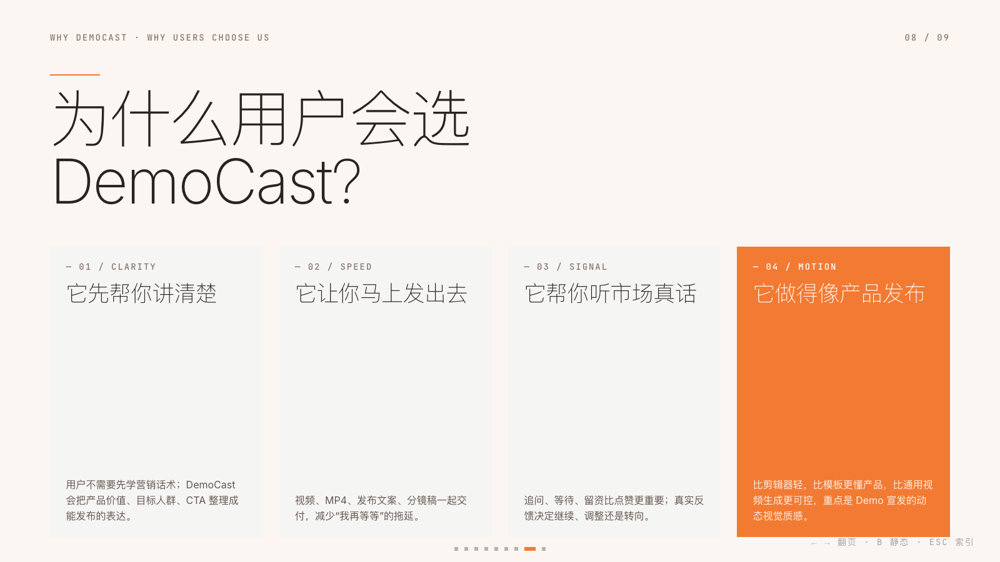 WHY DEMOCAST · WHY USERS CHOOSE US
08 / 09
为什么用户会选
DemoCast?
— 01 / CLARITY
它先帮你讲清楚
用户不需要先学营销话术；DemoCast
会把产品价值、目标人群、CTA 整理成
能发布的表达。
— 02 / SPEED
它让你马上发出去
视频、MP4、发布文案、分镜稿一起交
付，减少“我再等等”的拖延。
— 03 / SIGNAL
它帮你听市场真话
追问、等待、留资比点赞更重要；真实反
馈决定继续、调整还是转向。
— 04 / MOTION
它做得像产品发布
比剪辑器轻，比模板更懂产品，比通用视
频生成更可控，重点是 Demo 宣发的动
态视觉质感。
← → 翻页 · B 静态 · ESC 索引